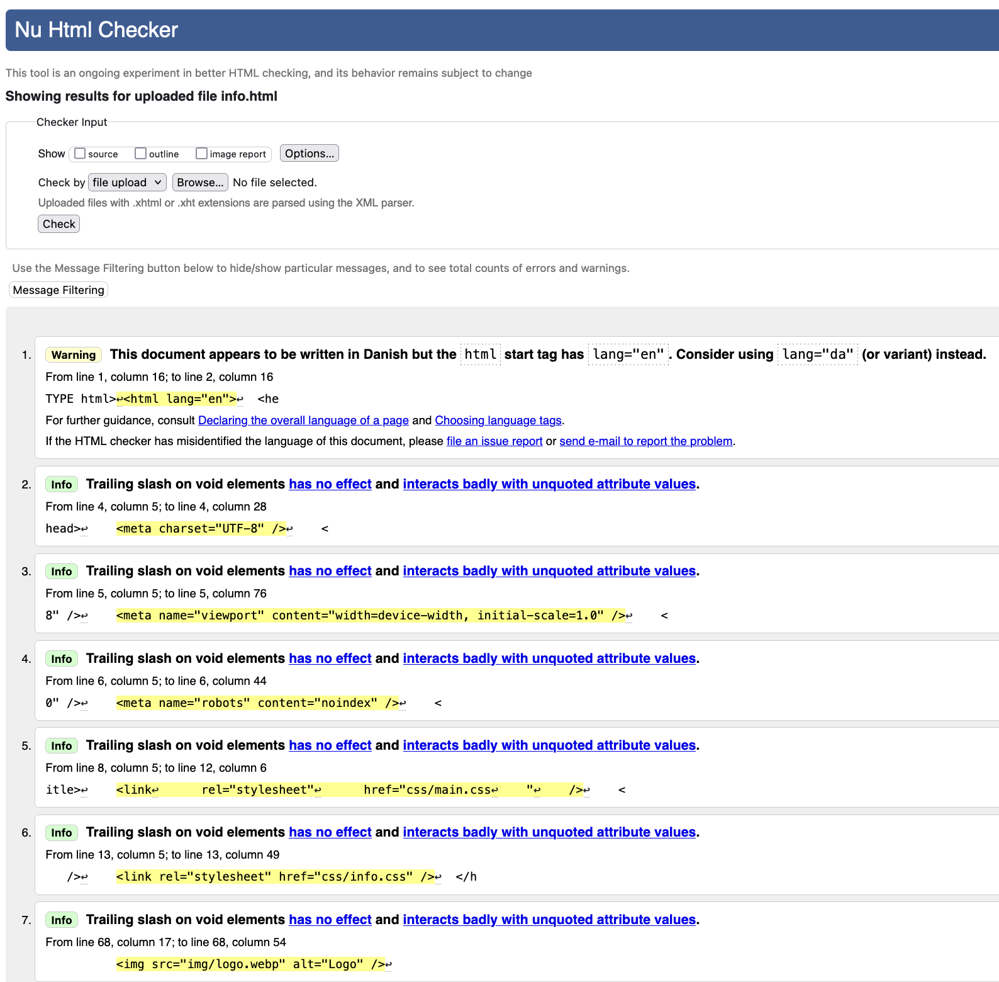 Nu Html Checker
This tool is an ongoing experiment in better HTML checking, and its behavior remains subject to change
Showing results for uploaded file info.html
Checker Input
Show source outline image report Options...
Check by file upload Browse... No file selected.
Uploaded files with .xhtml or .xht extensions are parsed using the XML parser.
Check
Use the Message Filtering button below to hide/show particular messages, and to see total counts of errors and warnings.
Message Filtering
1. Warning This document appears to be written in Danish but the html start tag has lang="en". Consider using lang="da" (or variant) instead.
From line 1, column 16; to line 2, column 16
TYPE html>↩<html lang="en">↩  <he
For further guidance, consult Declaring the overall language of a page and Choosing language tags.
If the HTML checker has misidentified the language of this document, please file an issue report or send e-mail to report the problem.
2. Info Trailing slash on void elements has no effect and interacts badly with unquoted attribute values.
From line 4, column 5; to line 4, column 28
head>↩    <meta charset="UTF-8" />↩    <
3. Info Trailing slash on void elements has no effect and interacts badly with unquoted attribute values.
From line 5, column 5; to line 5, column 76
8" />↩    <meta name="viewport" content="width=device-width, initial-scale=1.0" />↩    <
4. Info Trailing slash on void elements has no effect and interacts badly with unquoted attribute values.
From line 6, column 5; to line 6, column 44
0" />↩    <meta name="robots" content="noindex" />↩    <
5. Info Trailing slash on void elements has no effect and interacts badly with unquoted attribute values.
From line 8, column 5; to line 12, column 6
itle>↩    <link↩      rel="stylesheet"↩      href="css/main.css↩    "↩    />↩    <
6. Info Trailing slash on void elements has no effect and interacts badly with unquoted attribute values.
From line 13, column 5; to line 13, column 49
/>↩    <link rel="stylesheet" href="css/info.css" />↩  </h
7. Info Trailing slash on void elements has no effect and interacts badly with unquoted attribute values.
From line 68, column 17; to line 68, column 54
<img src="img/logo.webp" alt="Logo" />↩